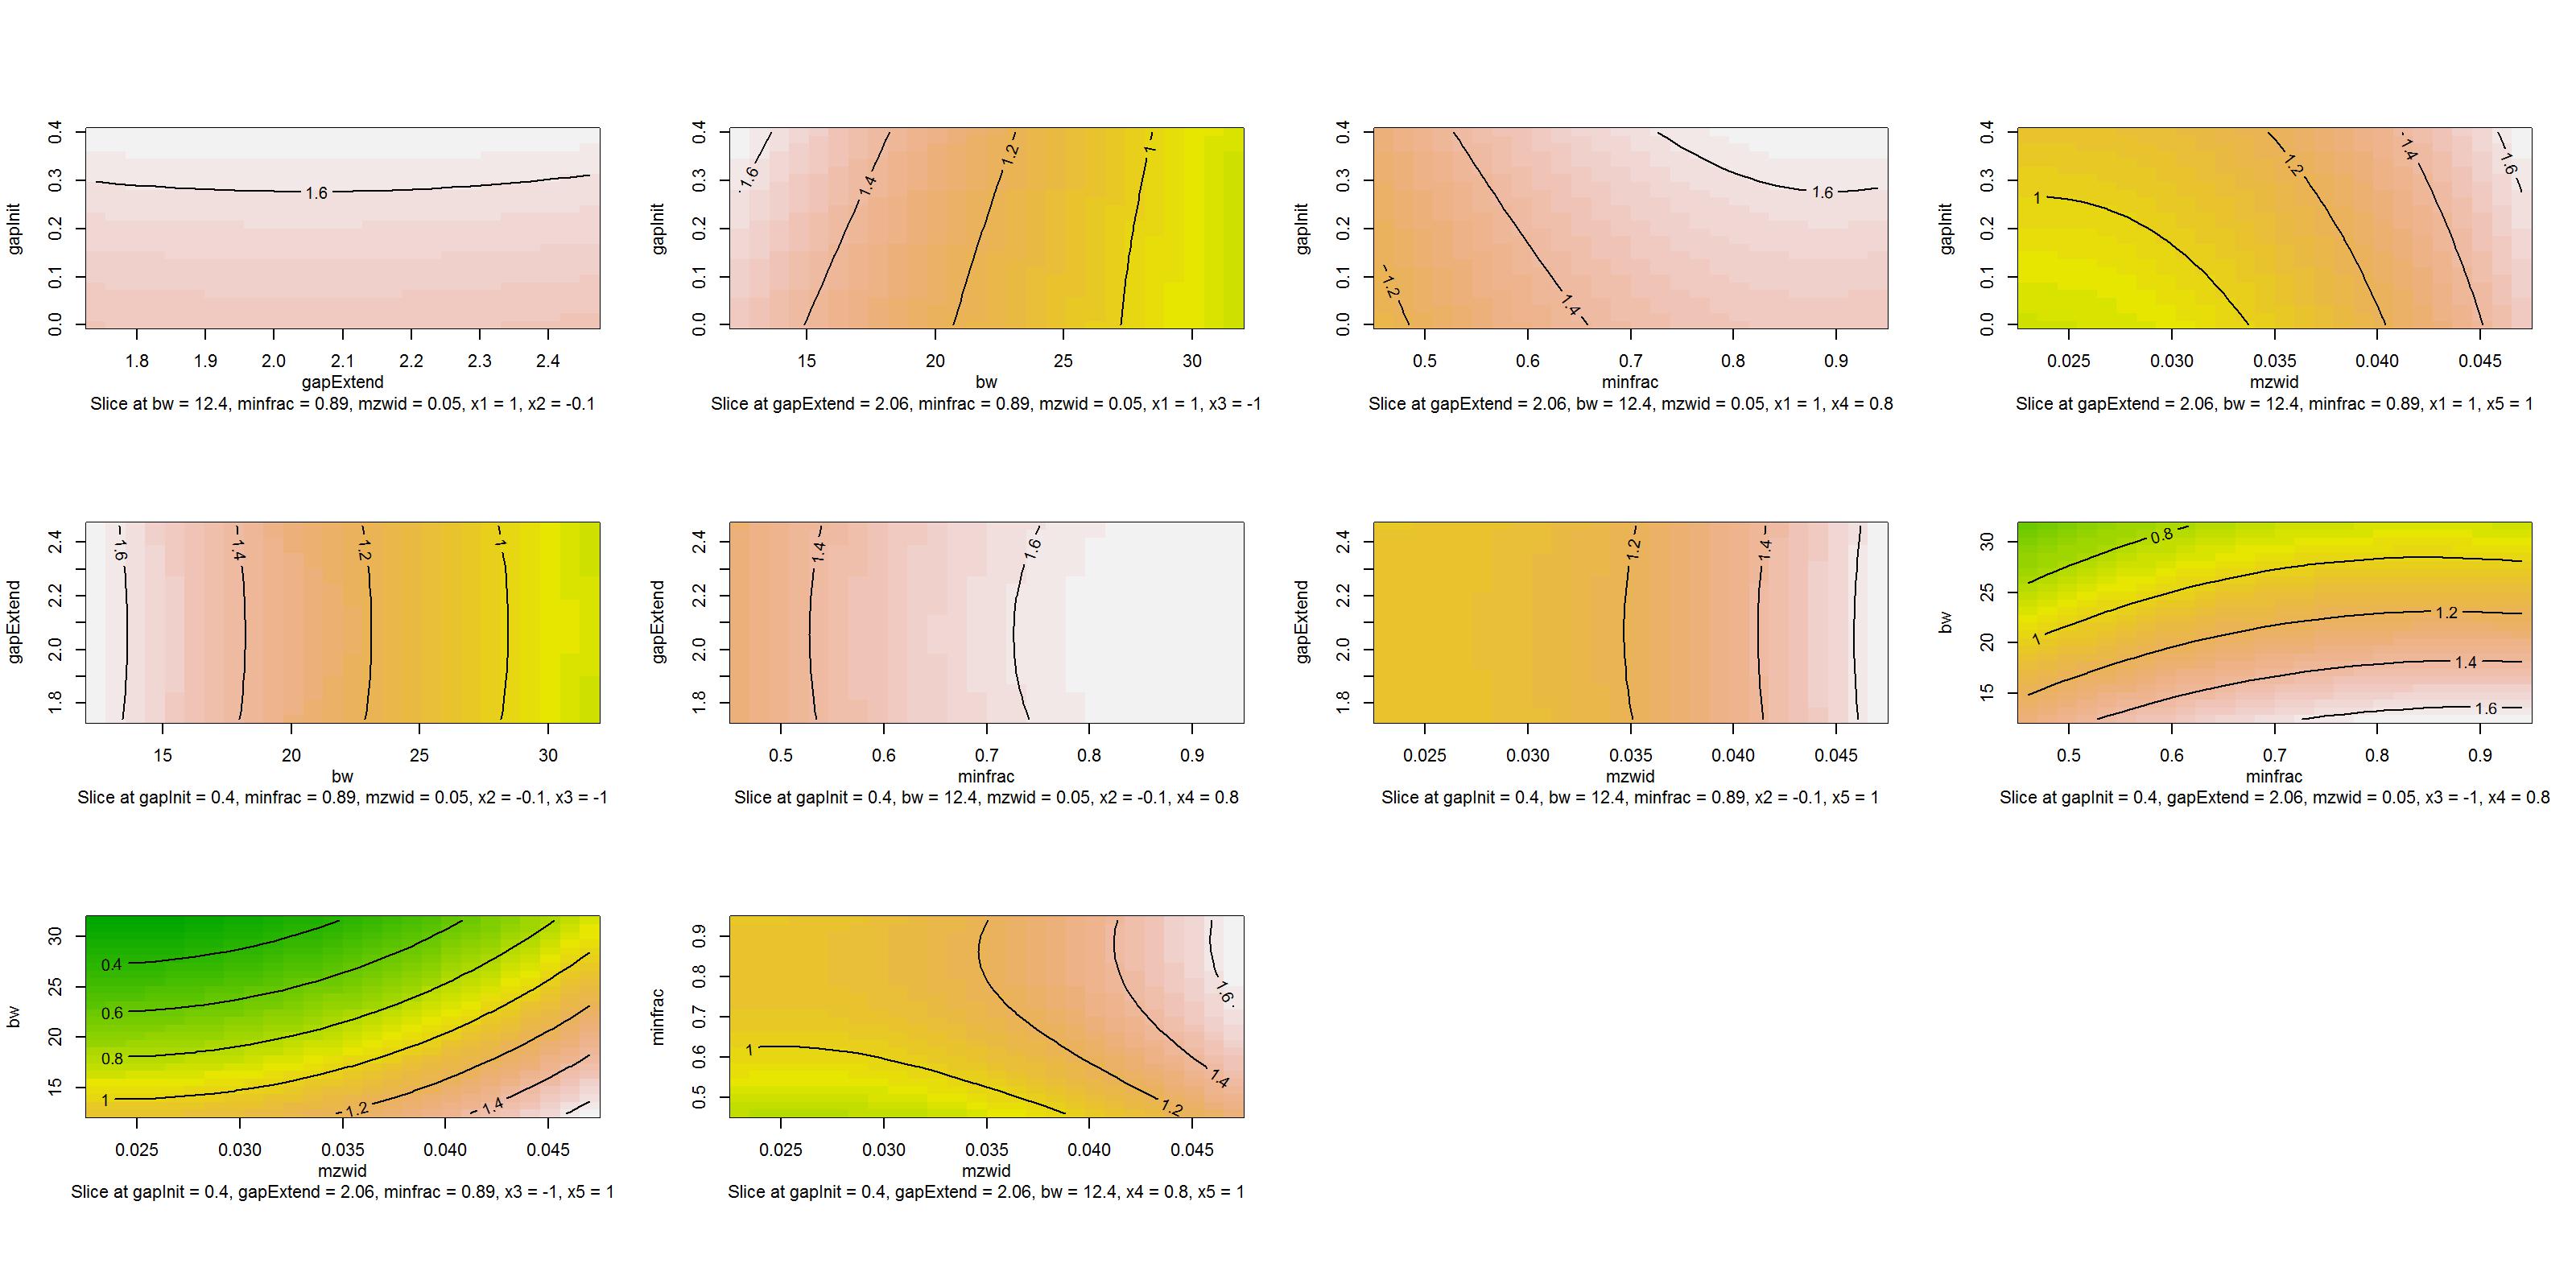 gapInit
0.0 0.1 0.2 0.3 0.4
1.6
1.8 1.9 2.0 2.1 2.2 2.3 2.4
gapExtend
Slice at bw = 12.4, minfrac = 0.89, mzwid = 0.05, x1 = 1, x2 = -0.1
gapInit
0.0 0.1 0.2 0.3 0.4
1.6 1.4 1.2 1
15 20 25 30
bw
Slice at gapExtend = 2.06, minfrac = 0.89, mzwid = 0.05, x1 = 1, x3 = -1
gapInit
0.0 0.1 0.2 0.3 0.4
1.2 1.4 1.6
0.5 0.6 0.7 0.8 0.9
minfrac
Slice at gapExtend = 2.06, bw = 12.4, mzwid = 0.05, x1 = 1, x4 = 0.8
gapInit
0.0 0.1 0.2 0.3 0.4
1 1.2 1.4 1.6
0.025 0.030 0.035 0.040 0.045
mzwid
Slice at gapExtend = 2.06, bw = 12.4, minfrac = 0.89, x1 = 1, x5 = 1
gapExtend
1.8 2.0 2.2 2.4
1.6 1.4 1.2 1
15 20 25 30
bw
Slice at gapInit = 0.4, minfrac = 0.89, mzwid = 0.05, x2 = -0.1, x3 = -1
gapExtend
1.8 2.0 2.2 2.4
1.4 1.6
0.5 0.6 0.7 0.8 0.9
minfrac
Slice at gapInit = 0.4, bw = 12.4, mzwid = 0.05, x2 = -0.1, x4 = 0.8
gapExtend
1.8 2.0 2.2 2.4
1.2 1.4
0.025 0.030 0.035 0.040 0.045
mzwid
Slice at gapInit = 0.4, bw = 12.4, minfrac = 0.89, x2 = -0.1, x5 = 1
bw
15 20 25 30
0.8 1 1.2 1.4 1.6
0.5 0.6 0.7 0.8 0.9
minfrac
Slice at gapInit = 0.4, gapExtend = 2.06, mzwid = 0.05, x3 = -1, x4 = 0.8
bw
15 20 25 30
0.4 0.6 0.8 1 1.2 1.4
0.025 0.030 0.035 0.040 0.045
mzwid
Slice at gapInit = 0.4, gapExtend = 2.06, minfrac = 0.89, x3 = -1, x5 = 1
minfrac
0.5 0.6 0.7 0.8 0.9
1 1.2 1.4 1.6
0.025 0.030 0.035 0.040 0.045
mzwid
Slice at gapInit = 0.4, gapExtend = 2.06, bw = 12.4, x4 = 0.8, x5 = 1